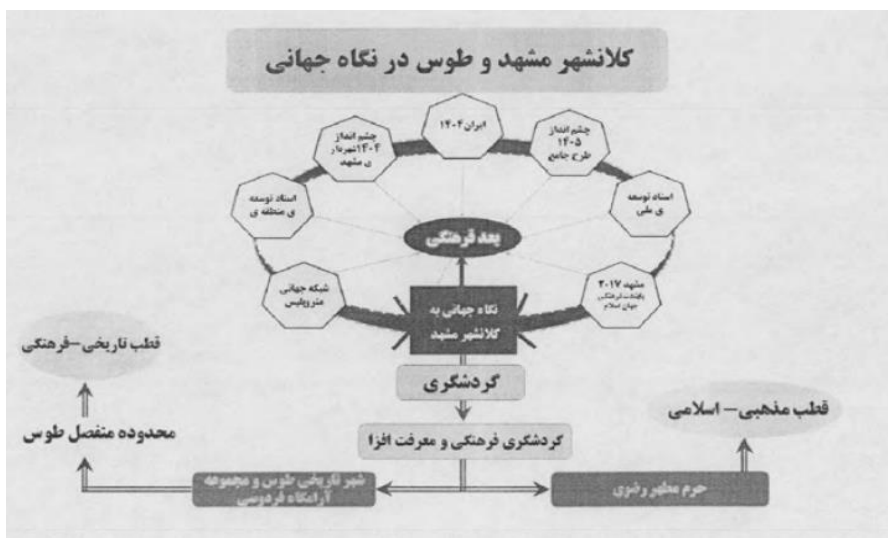 کلانشهر مشهد و طوس در نگاه جهانی
ایران ۱۴۰۴
چشم انداز
۱۴۰۵
طرح جامع
چشم انداز
۱۴۰۴شهردار
ی مشهد
اسناد توسعه
ی ملی
اسناد توسعه
ی منطقه ی
بعد فرهنگی
مشهد ۲۰۱۷
پایتخت فرهنگی
جهان اسلام
شبکه جهانی
متروپلیس
نگاه جهانی به
کلانشهر مشهد
گردشگری
گردشگری فرهنگی و معرفت افزا
قطب تاریخی-فرهنگی
محدوده منفصل طوس
شهر تاریخی طوس و مجموعه
آرامگاه فردوسی
قطب مذهبی- اسلامی
حرم مطهر رضوی